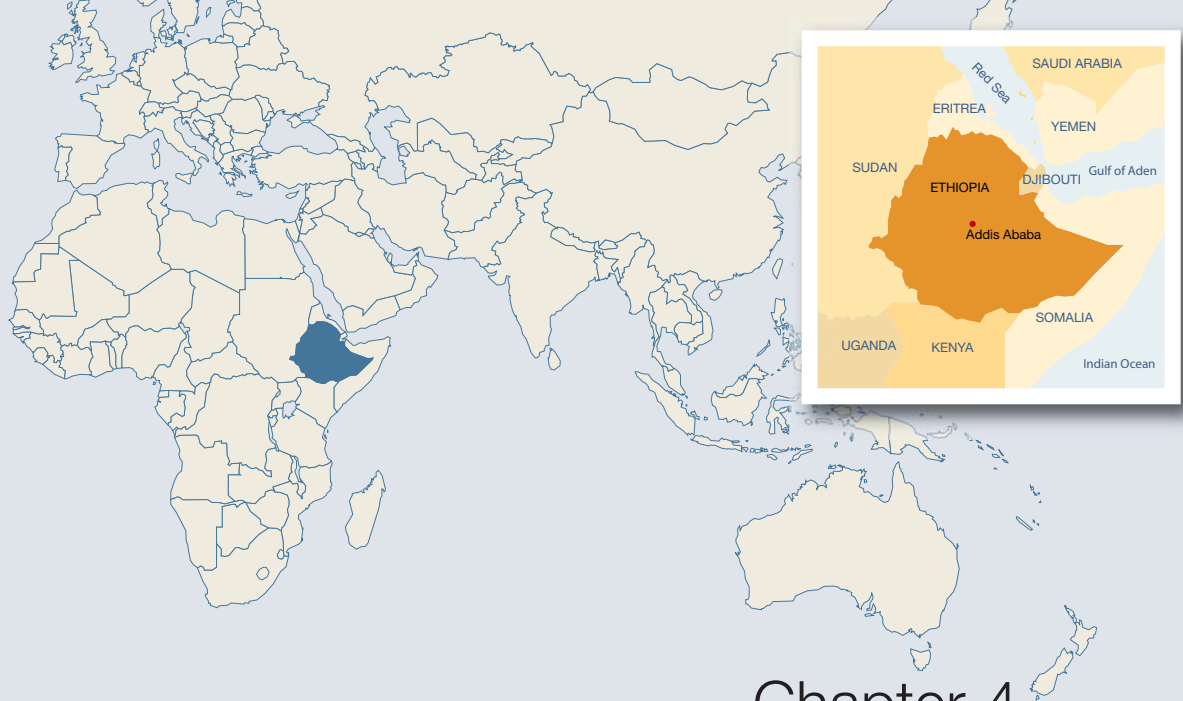 SAUDI ARABIA
Red Sea
ERITREA
YEMEN
SUDAN
Gulf of Aden
DJIBOUTI
ETHIOPIA
Addis Ababa
SOMALIA
UGANDA
KENYA
Indian Ocean
Chapter 4